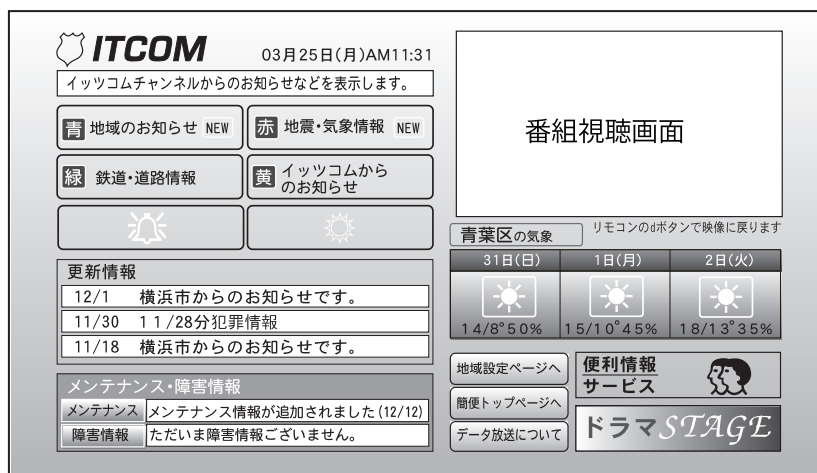 ITCOM
03月25日(月)AM11:31
イッツコムチャンネルからのお知らせなどを表示します。
青 地域のお知らせ NEW
赤 地震・気象情報 NEW
緑 鉄道・道路情報
黄 イッツコムから
のお知らせ
更新情報
12/1 横浜市からのお知らせです。
11/30 11/28分犯罪情報
11/18 横浜市からのお知らせです。
メンテナンス・障害情報
メンテナンス メンテナンス情報が追加されました(12/12)
障害情報 ただいま障害情報ございません。
番組視聴画面
青葉区の気象
リモコンのdボタンで映像に戻ります
31日(日) 1日(月) 2日(火)
14/8°50% 15/10°45% 18/13°35%
地域設定ページへ
簡便トップページへ
データ放送について
便利情報
サービス
ドラマSTAGE